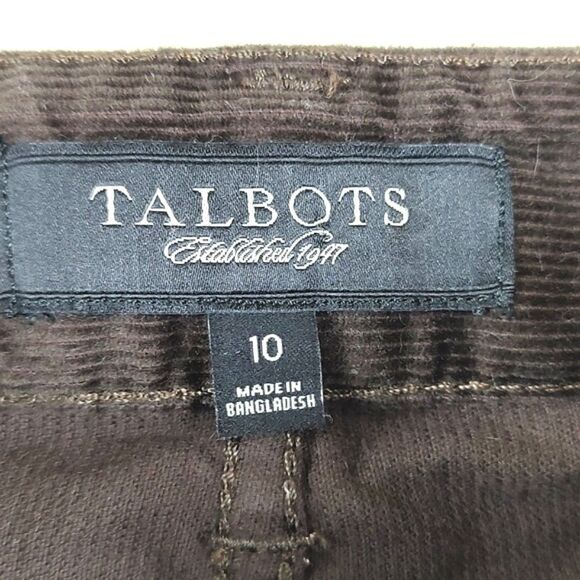 TALBOTS
Established 1947
10
MADE IN
BANGLADESH